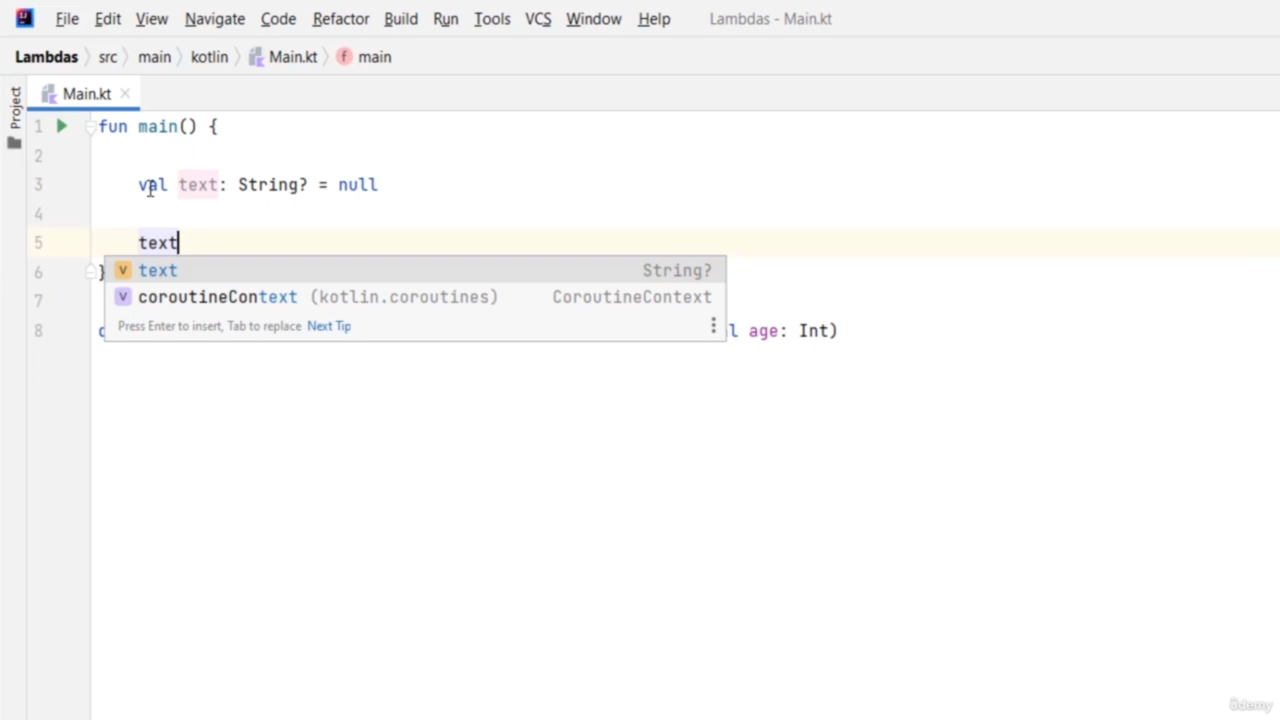 File Edit View Navigate Code Refactor Build Run Tools VCS Window Help Lambdas - Main.kt
Lambdas src main kotlin Main.kt main
Project
Main.kt
1 fun main() {
2
3 val text: String? = null
4
5 text
6 }
text String?
coroutineContext (kotlin.coroutines) CoroutineContext
7
Press Enter to insert, Tab to replace Next Tip
8 age: Int)
ûdemy